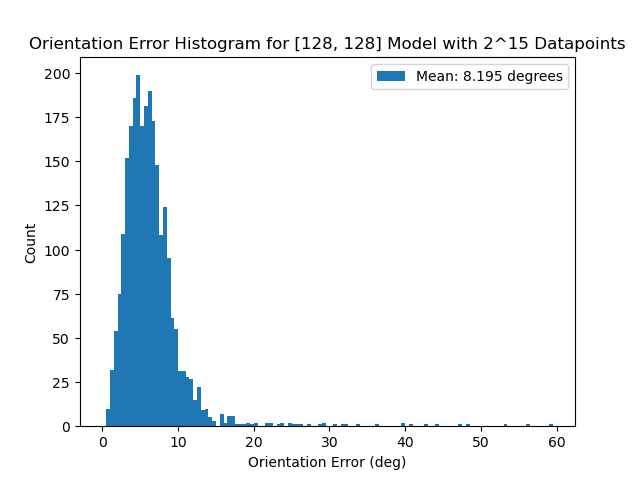 Orientation Error Histogram for [128, 128] Model with 2^15 Datapoints
Mean: 8.195 degrees
200
175
150
125
100
75
50
25
0
Count
0 10 20 30 40 50 60
Orientation Error (deg)